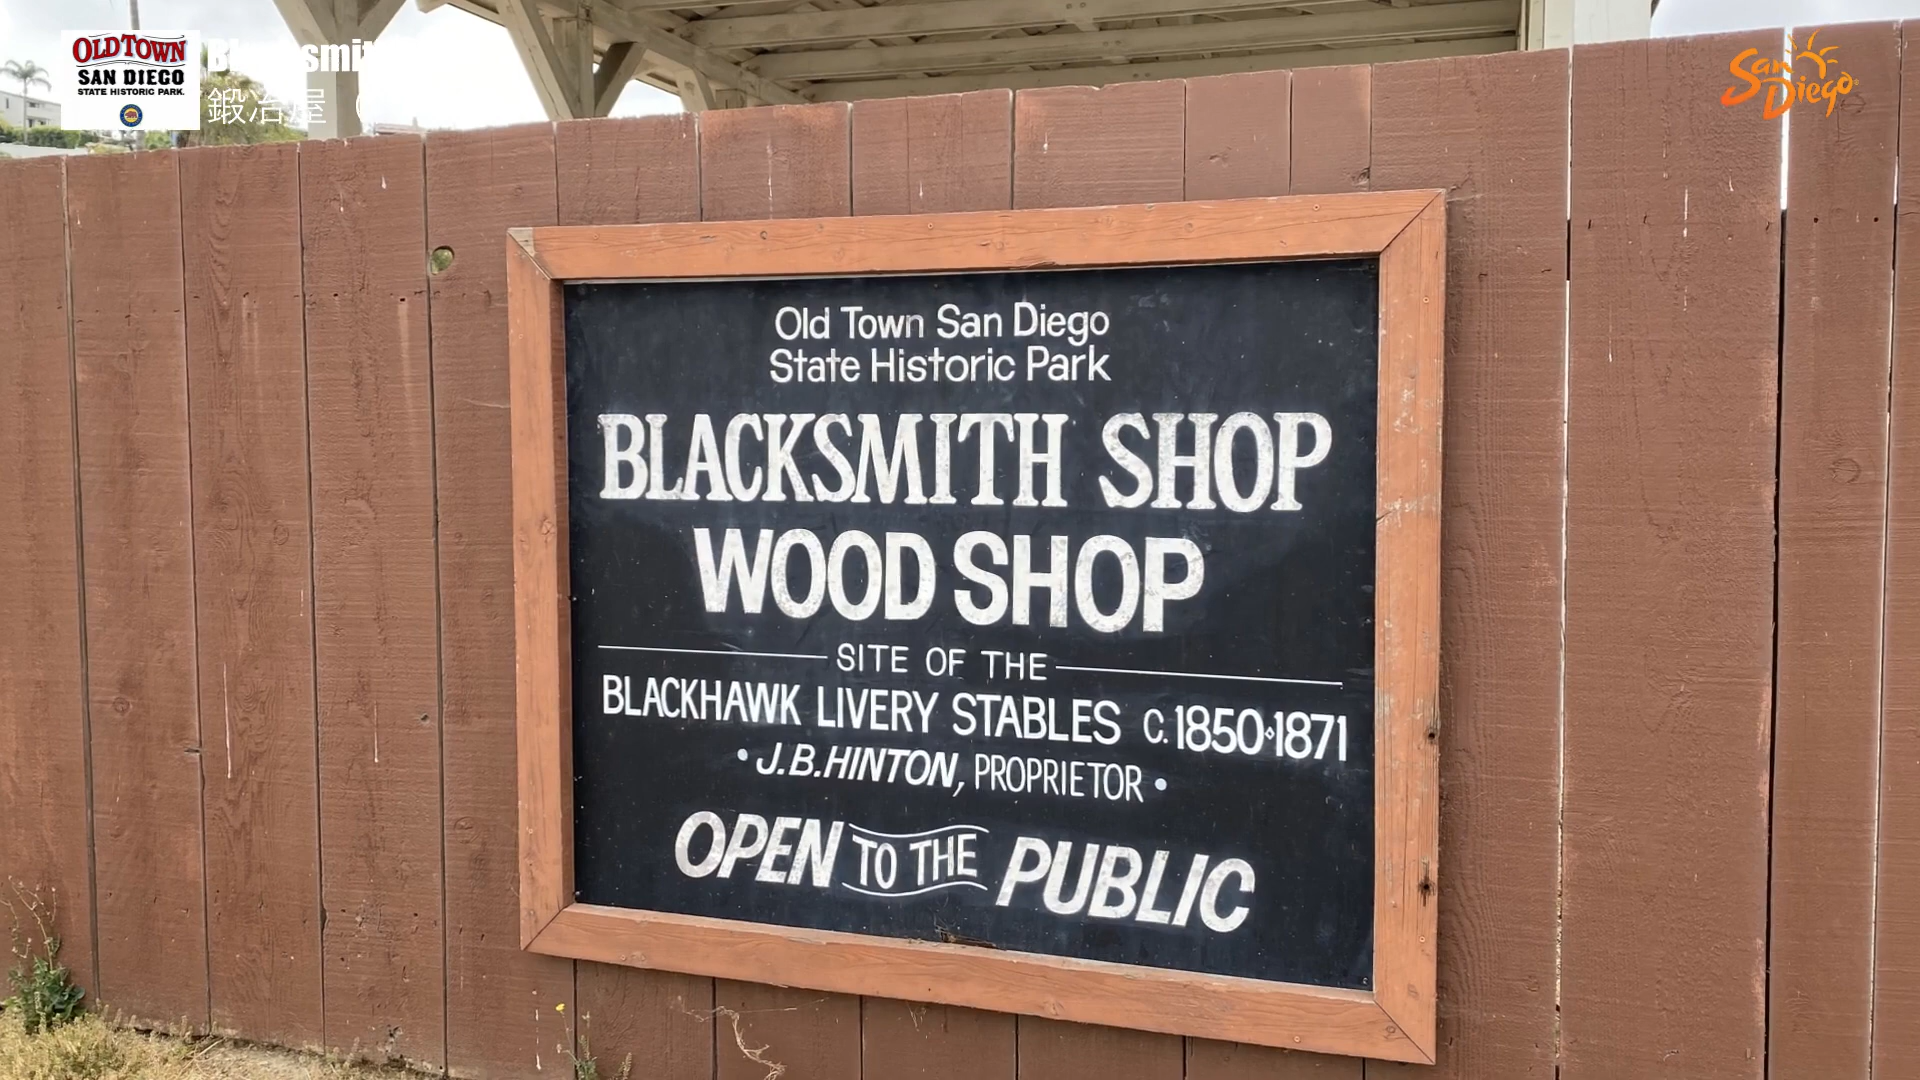 OLD TOWN
SAN DIEGO
STATE HISTORIC PARK
鍛冶屋（
San Diego
Old Town San Diego
State Historic Park
BLACKSMITH SHOP
WOOD SHOP
SITE OF THE
BLACKHAWK LIVERY STABLES C. 1850⋄1871
• J.B. HINTON, PROPRIETOR •
OPEN TO THE PUBLIC